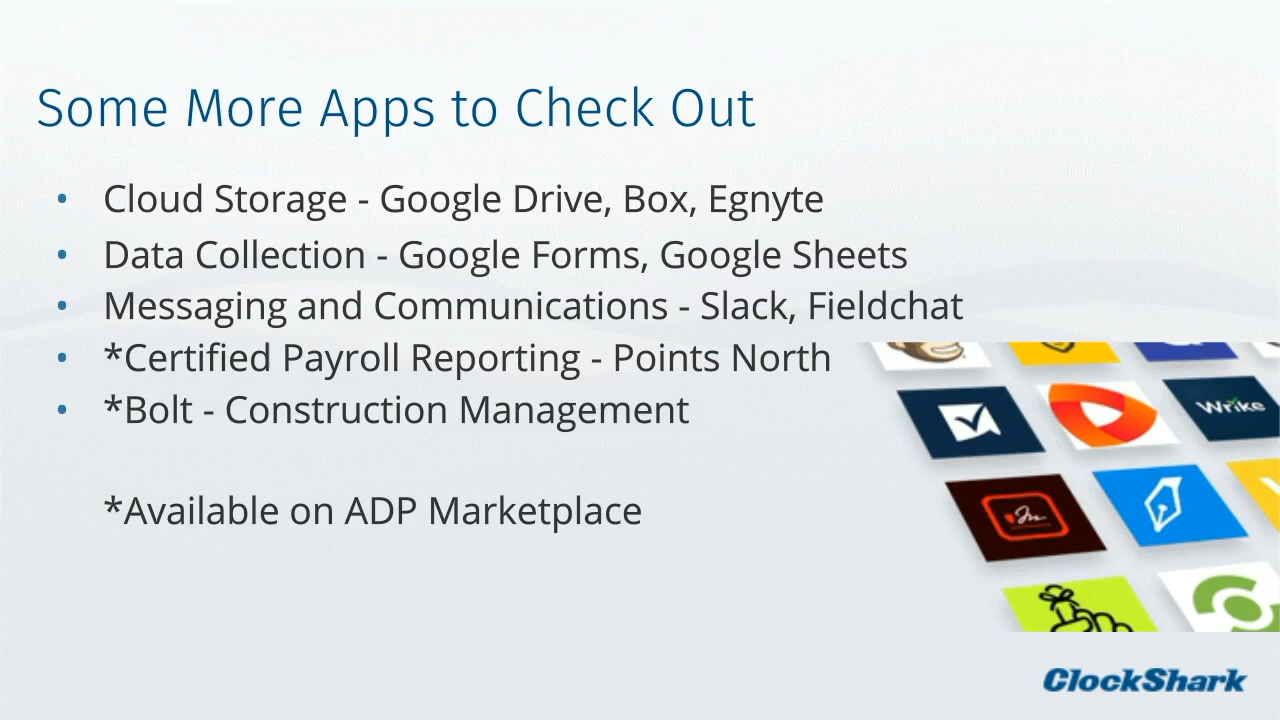 Some More Apps to Check Out
• Cloud Storage - Google Drive, Box, Egnyte
• Data Collection - Google Forms, Google Sheets
• Messaging and Communications - Slack, Fieldchat
• *Certified Payroll Reporting - Points North
• *Bolt - Construction Management
*Available on ADP Marketplace
Wrike
ClockShark